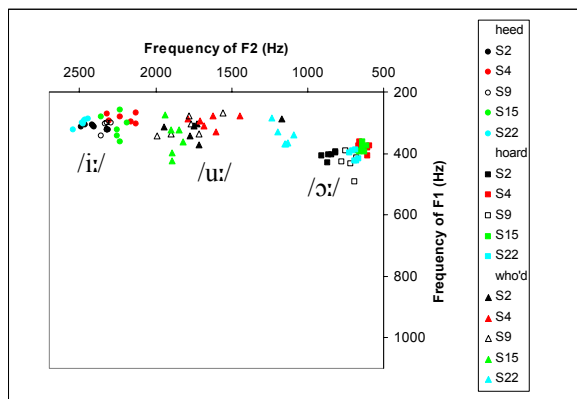 Frequency of F2 (Hz)
2500 2000 1500 1000 500
200
400
600
800
1000
Frequency of F1 (Hz)
/iː/ /uː/ /ɔː/
heed
S2
S4
S9
S15
S22
hoard
S2
S4
S9
S15
S22
who'd
S2
S4
S9
S15
S22